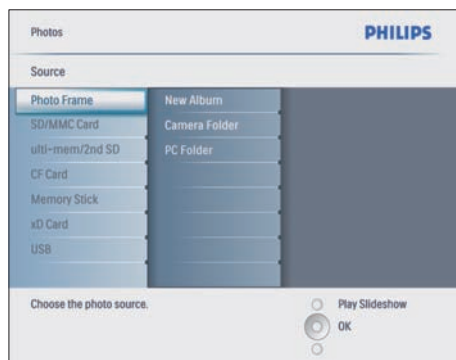 Photos
PHILIPS
Source
Photo Frame
New Album
SD/MMC Card
Camera Folder
ulti-mem/2nd SD
PC Folder
CF Card
Memory Stick
xD Card
USB
Choose the photo source.
Play Slideshow
OK